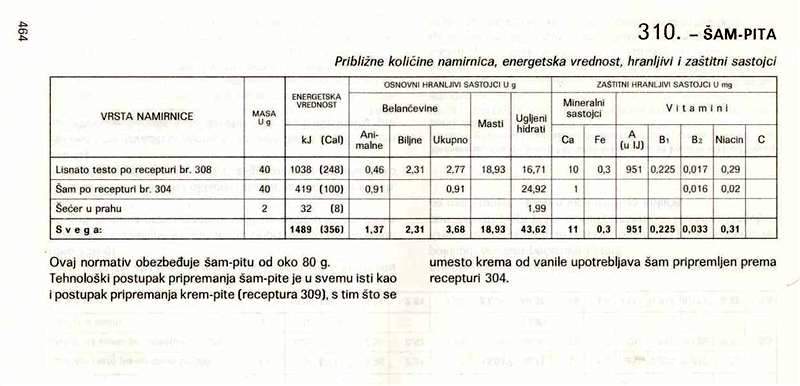 464
310. – ŠAM-PITA
Približne količine namirnica, energetska vrednost, hranljivi i zaštitni sastojci
VRSTA NAMIRNICE MASA U g ENERGETSKA VREDNOST OSNOVNI HRANLJIVI SASTOJCI U g ZAŠTITNI HRANLJIVI SASTOJCI U mg
Belančevine Masti Ugljeni hidrati Mineralni sastojci Vitamini
kJ (Cal) Ani-malne Biljne Ukupno Ca Fe A (u IJ) B1 B2 Niacin C
Lisnato testo po recepturi br. 308 40 1038 (248) 0,46 2,31 2,77 18,93 16,71 10 0,3 951 0,225 0,017 0,29
Šam po recepturi br. 304 40 419 (100) 0,91 0,91 24,92 1 0,016 0,02
Šećer u prahu 2 32 (8) 1,99
Svega: 1489 (356) 1,37 2,31 3,68 18,93 43,62 11 0,3 951 0,225 0,033 0,31
Ovaj normativ obezbeđuje šam-pitu od oko 80 g.
Tehnološki postupak pripremanja šam-pite je u svemu isti kao
i postupak pripremanja krem-pite (receptura 309), s tim što se
umesto krema od vanile upotrebljava šam pripremljen prema
recepturi 304.